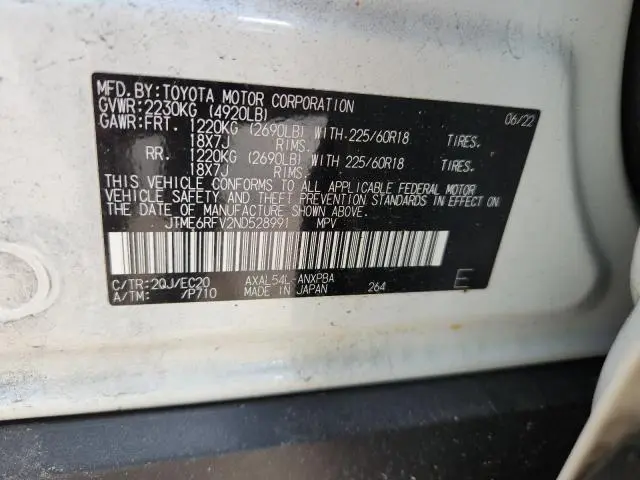 MFD.BY:TOYOTA MOTOR CORPORATION 06/22
GVWR:2230KG (4920LB)
GAWR:FRT. 1220KG (2690LB) WITH 225/60R18 TIRES.
18X7J RIMS.
RR. 1220KG (2690LB) WITH 225/60R18 TIRES.
18X7J RIMS.
THIS VEHICLE CONFORMS TO ALL APPLICABLE FEDERAL MOTOR
VEHICLE SAFETY AND THEFT PREVENTION STANDARDS IN EFFECT ON
THE DATE OF MANUFACTURE SHOWN ABOVE.
JTME6RFV2ND528991 MPV
C/TR:2QJ/EC20 AXAL54L-ANXPBA E
A/TM: /P710 MADE IN JAPAN 264